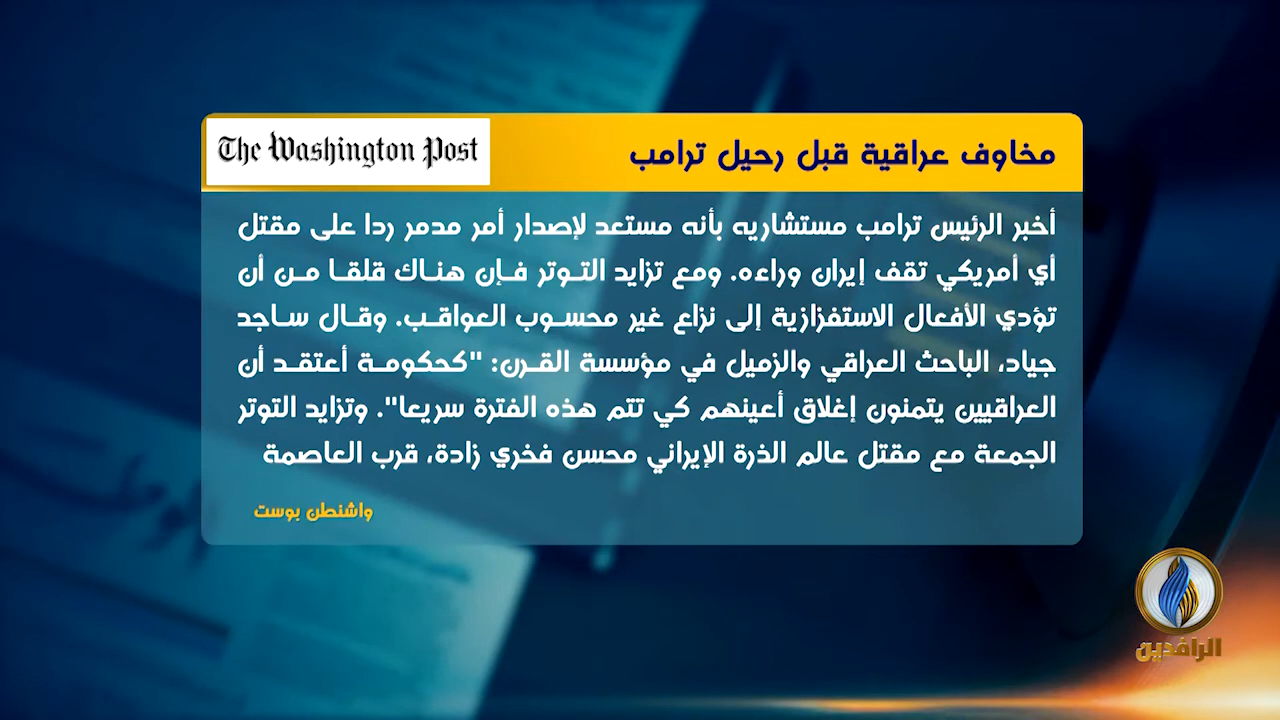 The Washington Post
مخاوف عراقية قبل رحيل ترامب
أخبر الرئيس ترامب مستشاريه بأنه مستعد لإصدار أمر مدمر ردا على مقتل
أي أمريكي تقف إيران وراءه. ومع تزايد التوتر فإن هناك قلقا من أن
تؤدي الأفعال الاستفزازية إلى نزاع غير محسوب العواقب. وقال ساجد
جياد، الباحث العراقي والزميل في مؤسسة القرن: "كحكومة أعتقد أن
العراقيين يتمنون إغلاق أعينهم كي تتم هذه الفترة سريعا". وتزايد التوتر
الجمعة مع مقتل عالم الذرة الإيراني محسن فخري زادة، قرب العاصمة
واشنطن بوست
الرافدين